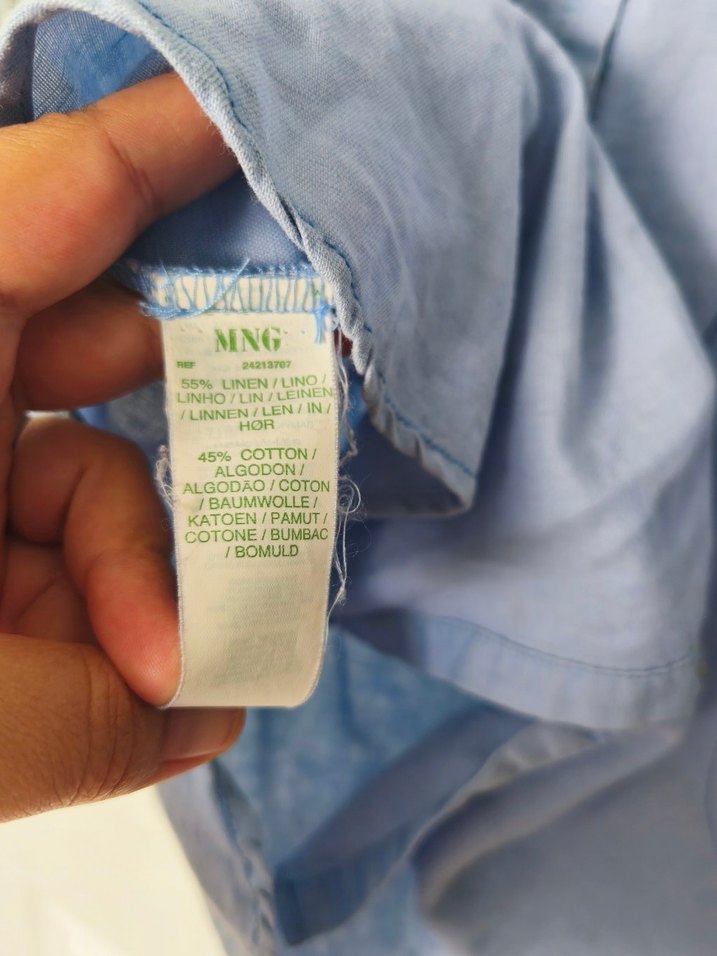 MNG
REF 24213707
55% LINEN / LINO /
LINHO / LIN / LEINEN
/ LINNEN / LEN / IN /
HØR
45% COTTON /
ALGODON /
ALGODÃO / COTON
/ BAUMWOLLE /
KATOEN / PAMUT /
COTONE / BUMBAC
/ BOMULD